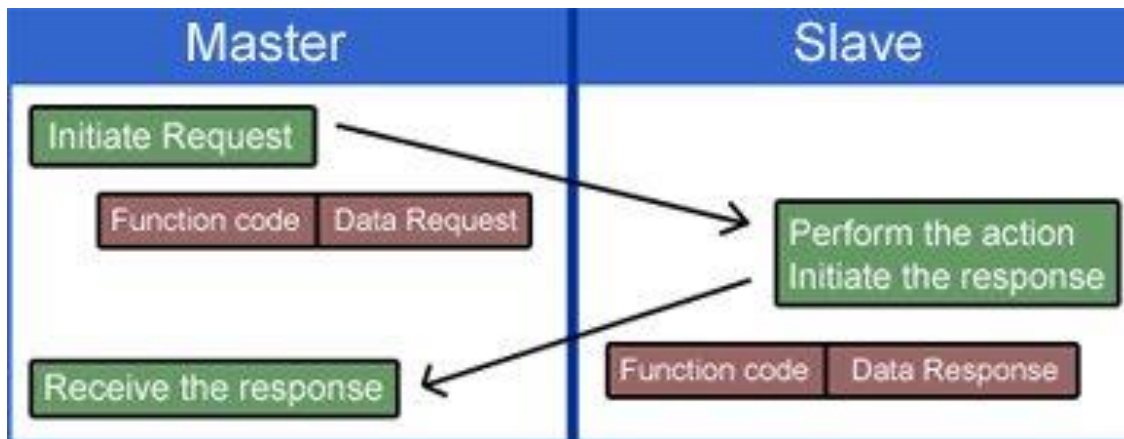 Master
Slave
Initiate Request
Function code
Data Request
Perform the action
Initiate the response
Function code
Data Response
Receive the response